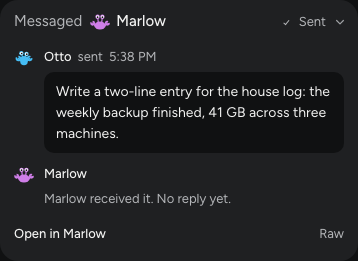 Messaged Marlow Sent
Otto sent 5:38 PM
Write a two-line entry for the house log: the
weekly backup finished, 41 GB across three
machines.
Marlow
Marlow received it. No reply yet.
Open in Marlow Raw